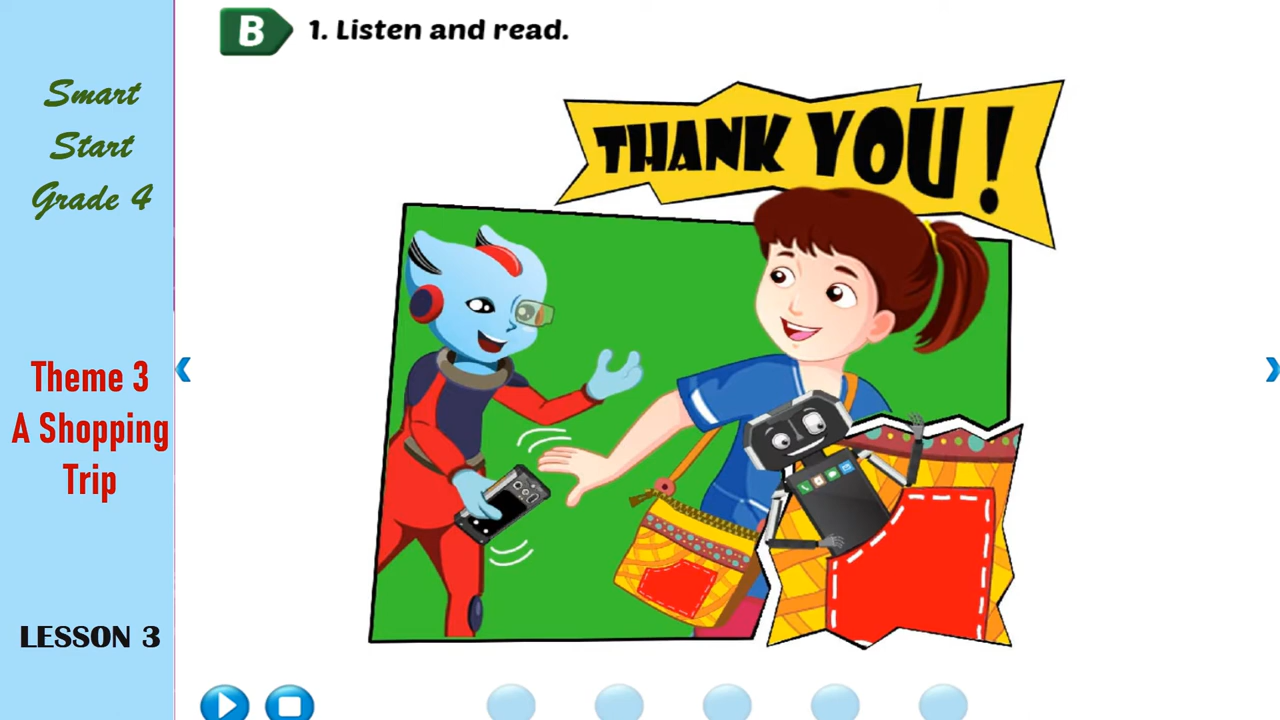 B 1. Listen and read.
Smart
Start
Grade 4
THANK YOU!
Theme 3
A Shopping
Trip
LESSON 3